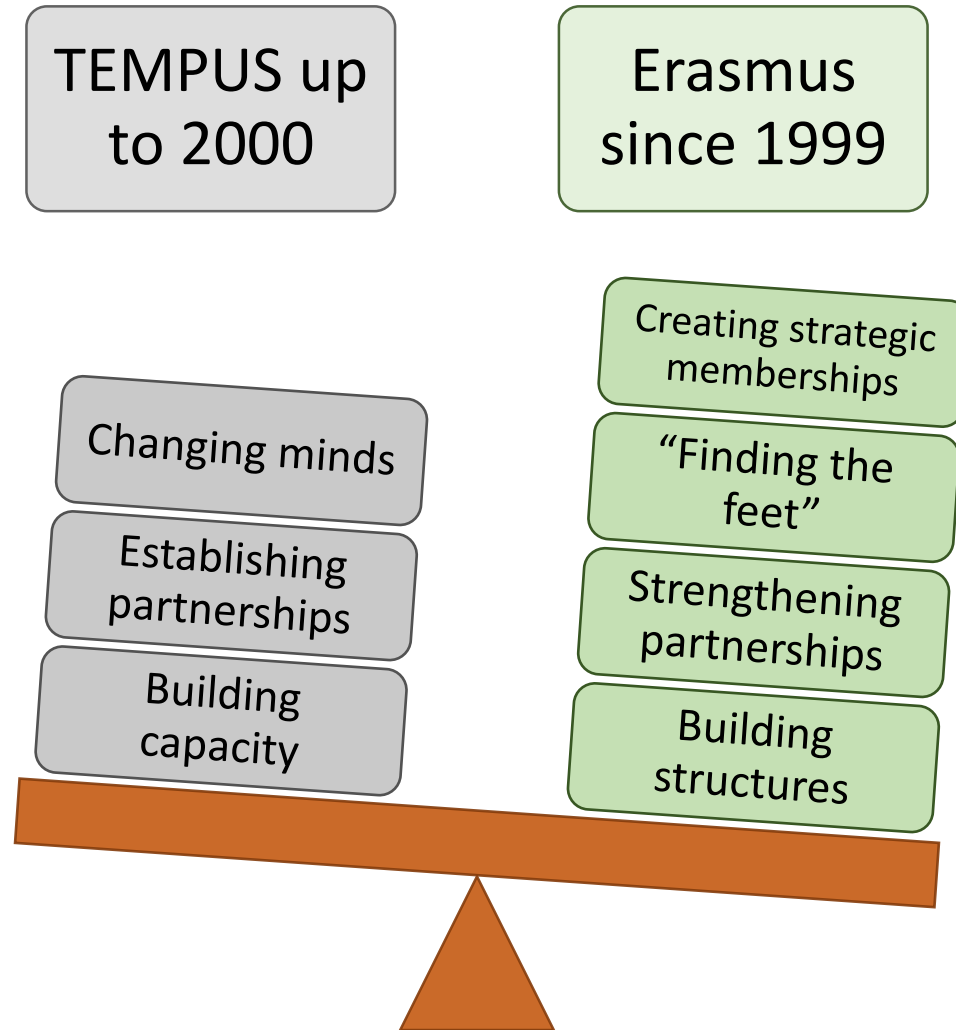 TEMPUS up
to 2000
Erasmus
since 1999
Changing minds
Establishing
partnerships
Building
capacity
Creating strategic
memberships
“Finding the
feet”
Strengthening
partnerships
Building
structures